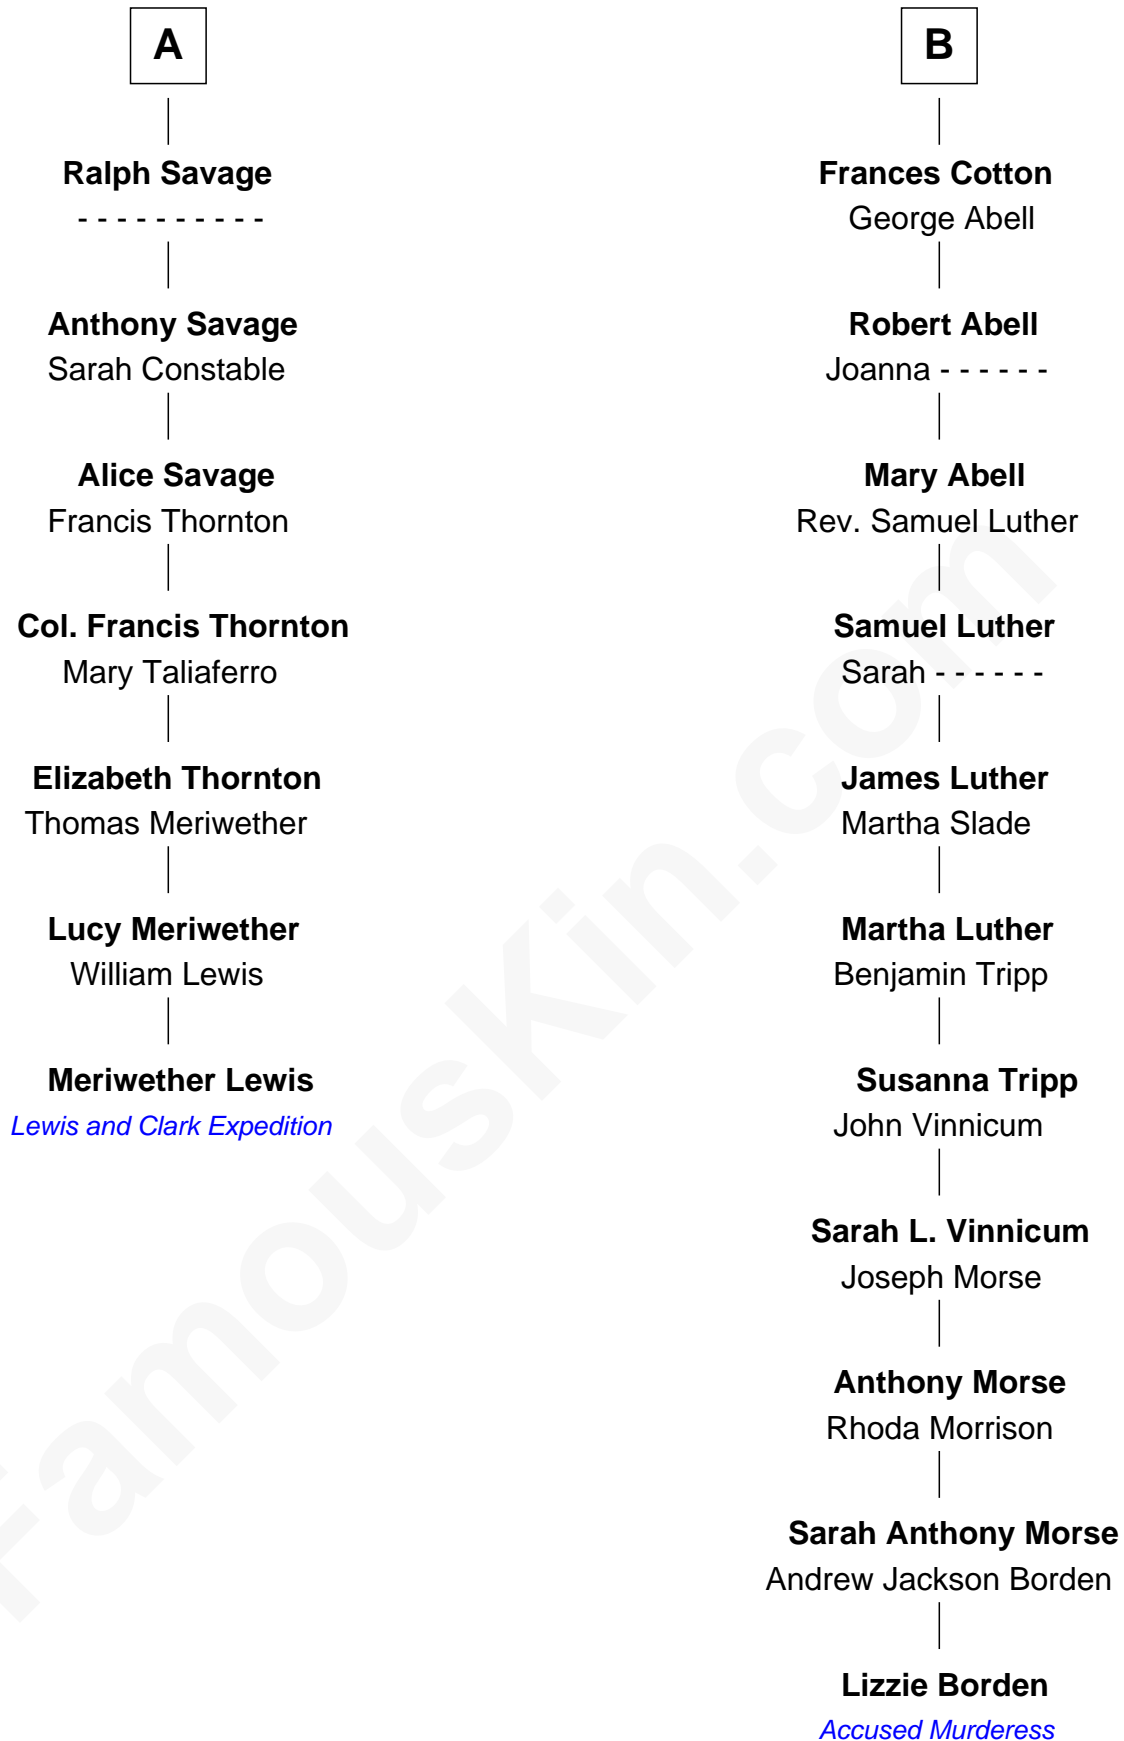 A
Ralph Savage
- - - - - - - - - -
Anthony Savage
Sarah Constable
Alice Savage
Francis Thornton
Col. Francis Thornton
Mary Taliaferro
Elizabeth Thornton
Thomas Meriwether
Lucy Meriwether
William Lewis
Meriwether Lewis
Lewis and Clark Expedition
B
Frances Cotton
George Abell
Robert Abell
Joanna - - - - - -
Mary Abell
Rev. Samuel Luther
Samuel Luther
Sarah - - - - - -
James Luther
Martha Slade
Martha Luther
Benjamin Tripp
Susanna Tripp
John Vinnicum
Sarah L. Vinnicum
Joseph Morse
Anthony Morse
Rhoda Morrison
Sarah Anthony Morse
Andrew Jackson Borden
Lizzie Borden
Accused Murderess
FamousKin.com